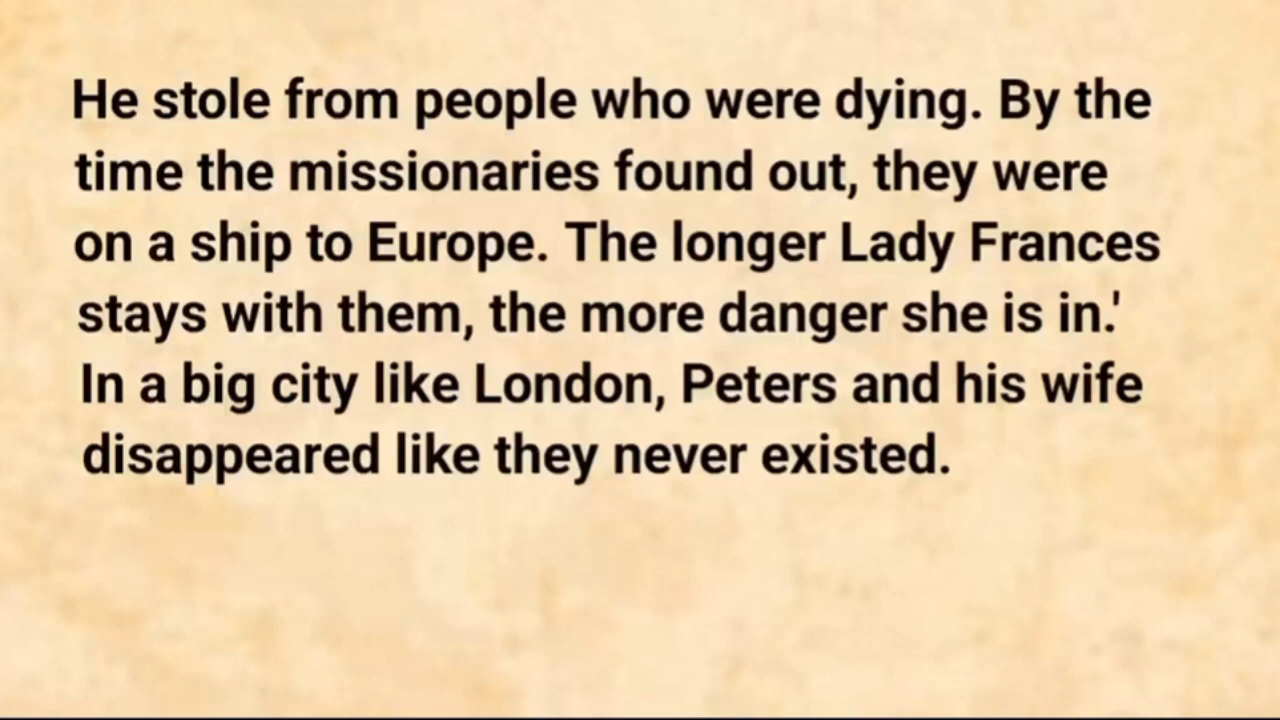 He stole from people who were dying. By the
time the missionaries found out, they were
on a ship to Europe. The longer Lady Frances
stays with them, the more danger she is in.'
In a big city like London, Peters and his wife
disappeared like they never existed.